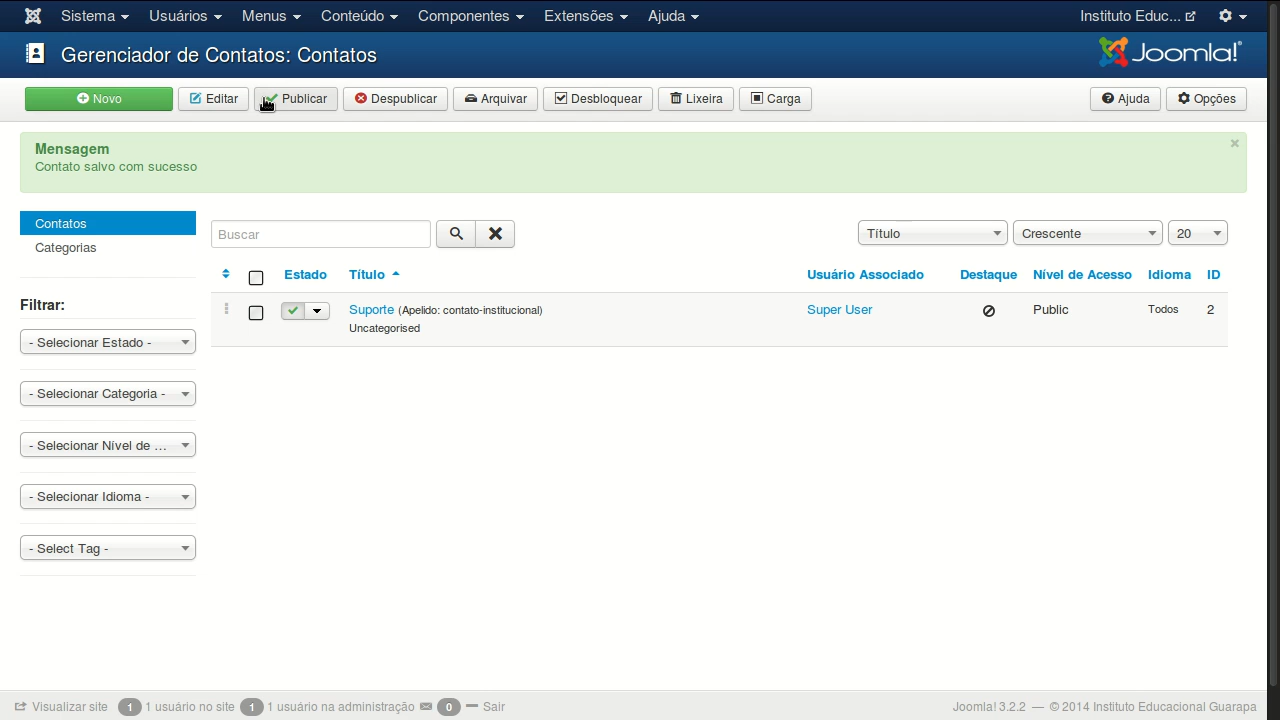 Sistema Usuários Menus Conteúdo Componentes Extensões Ajuda Instituto Educ...
Gerenciador de Contatos: Contatos Joomla!
Novo Editar Publicar Despublicar Arquivar Desbloquear Lixeira Carga Ajuda Opções
Mensagem
Contato salvo com sucesso
×
Contatos
Categorias
Filtrar:
- Selecionar Estado -
- Selecionar Categoria -
- Selecionar Nível de ...
- Selecionar Idioma -
- Select Tag -
Buscar Título Crescente 20
Estado Título Usuário Associado Destaque Nível de Acesso Idioma ID
Suporte (Apelido: contato-institucional) Super User Public Todos 2
Uncategorised
Visualizar site 1 1 usuário no site 1 1 usuário na administração 0 Sair Joomla! 3.2.2 — © 2014 Instituto Educacional Guarapa